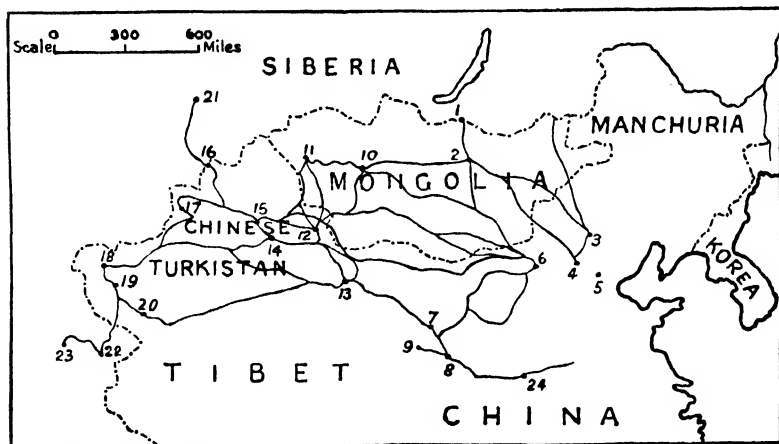 Scale 0 300 600 Miles
SIBERIA
21
1
MANCHURIA
16
11
10
2
MONGOLIA
17
15
CHINESE
12
3
14
18
TURKISTAN
6
4
5
KOREA
19
13
20
7
23
22
9
8
TIBET
24
CHINA